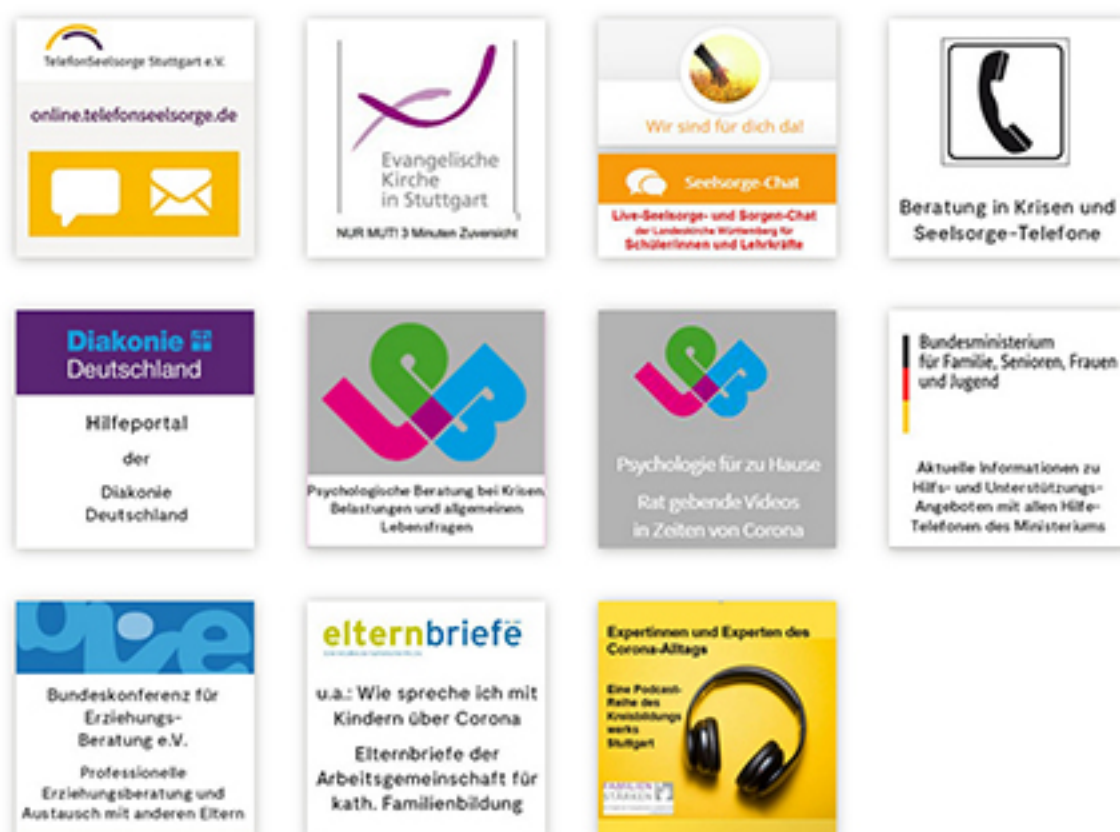 TelefonSeelsorge Stuttgart e.V.
online.telefonseelsorge.de
Evangelische
Kirche
in Stuttgart
NUR MUT! 3 Minuten Zuversicht
Wir sind für dich da!
Seelsorge-Chat
Live-Seelsorge- und Sorgen-Chat
der Landeskirche Württemberg für
Schülerinnen und Lehrkräfte
Beratung in Krisen und
Seelsorge-Telefone
Diakonie
Deutschland
Hilfeportal
der
Diakonie
Deutschland
LPB
Psychologische Beratung bei Krisen,
Belastungen und allgemeinen
Lebensfragen
LPB
Psychologie für zu Hause
Rat gebende Videos
in Zeiten von Corona
Bundesministerium
für Familie, Senioren, Frauen
und Jugend
Aktuelle Informationen zu
Hilfs- und Unterstützungs-
Angeboten mit allen Hilfe-
Telefonen des Ministeriums
Bundeskonferenz für
Erziehungs-
Beratung e.V.
Professionelle
Erziehungsberatung und
Austausch mit anderen Eltern
elternbriefe
u.a.: Wie spreche ich mit
Kindern über Corona
Elternbriefe der
Arbeitsgemeinschaft für
kath. Familienbildung
Expertinnen und Experten des
Corona-Alltags
Eine Podcast-
Reihe des
Kreisbildungs
werks
Stuttgart
FAMILIEN
STÄRKEN